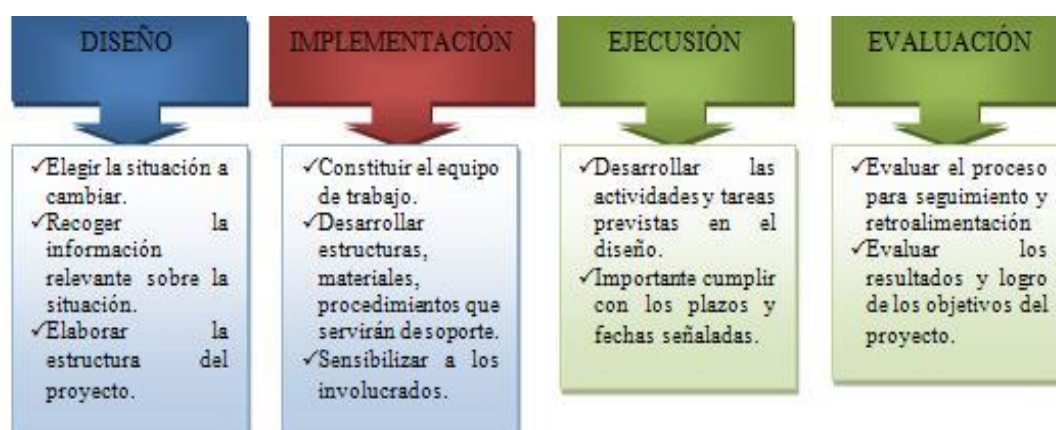 DISEÑO
✓Elegir la situación a
cambiar.
✓Recoger la
información
relevante sobre la
situación.
✓Elaborar la
estructura del
proyecto.
IMPLEMENTACIÓN
✓Constituir el equipo
de trabajo.
✓Desarrollar
estructuras,
materiales,
procedimientos que
servirán de soporte.
✓Sensibilizar a los
involucrados.
EJECUSIÓN
✓Desarrollar las
actividades y tareas
previstas en el
diseño.
✓Importante cumplir
con los plazos y
fechas señaladas.
EVALUACIÓN
✓Evaluar el proceso
para seguimiento y
retroalimentación
✓Evaluar los
resultados y logro
de los objetivos del
proyecto.